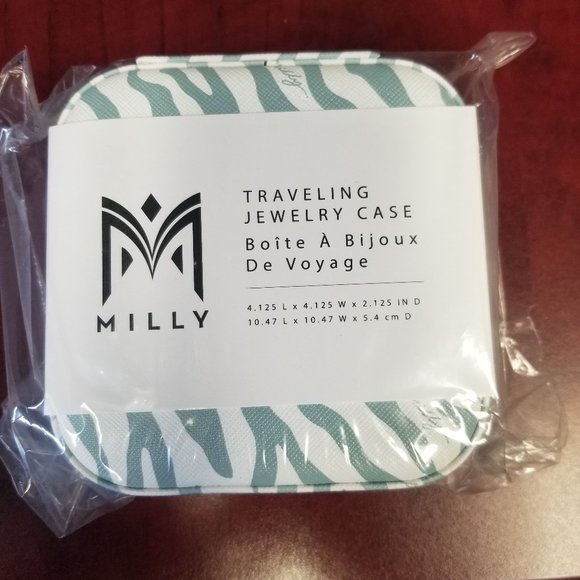 MILLY
TRAVELING
JEWELRY CASE
Boîte À Bijoux
De Voyage
4.125 L x 4.125 W x 2.125 IN D
10.47 L x 10.47 W x 5.4 cm D